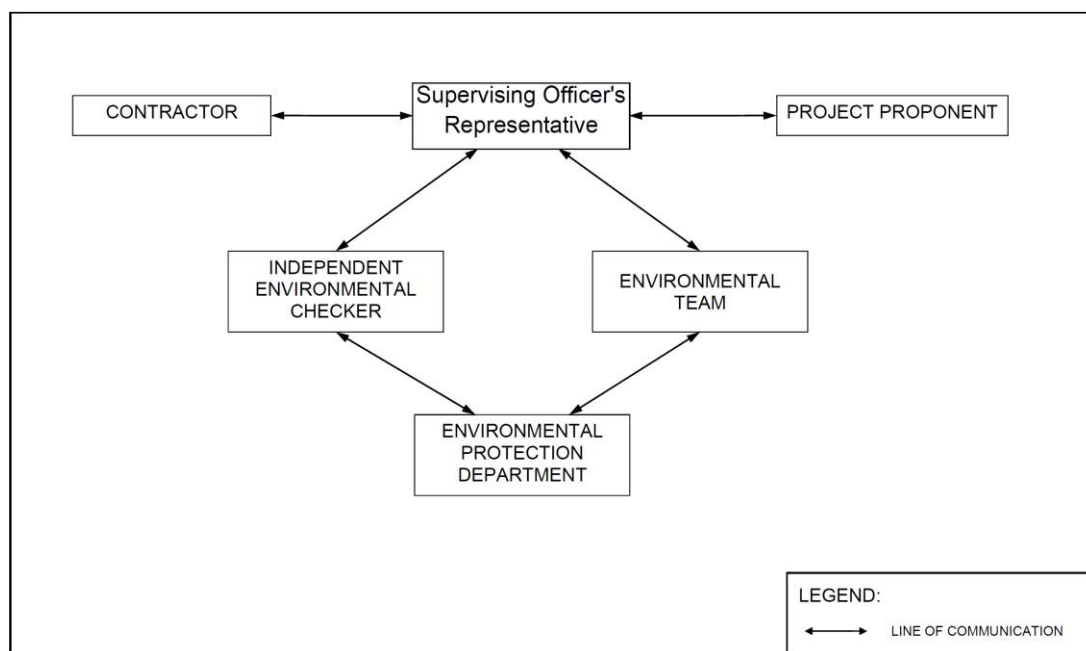 CONTRACTOR
Supervising Officer's
Representative
PROJECT PROPONENT
INDEPENDENT
ENVIRONMENTAL
CHECKER
ENVIRONMENTAL
TEAM
ENVIRONMENTAL
PROTECTION
DEPARTMENT
LEGEND:
LINE OF COMMUNICATION